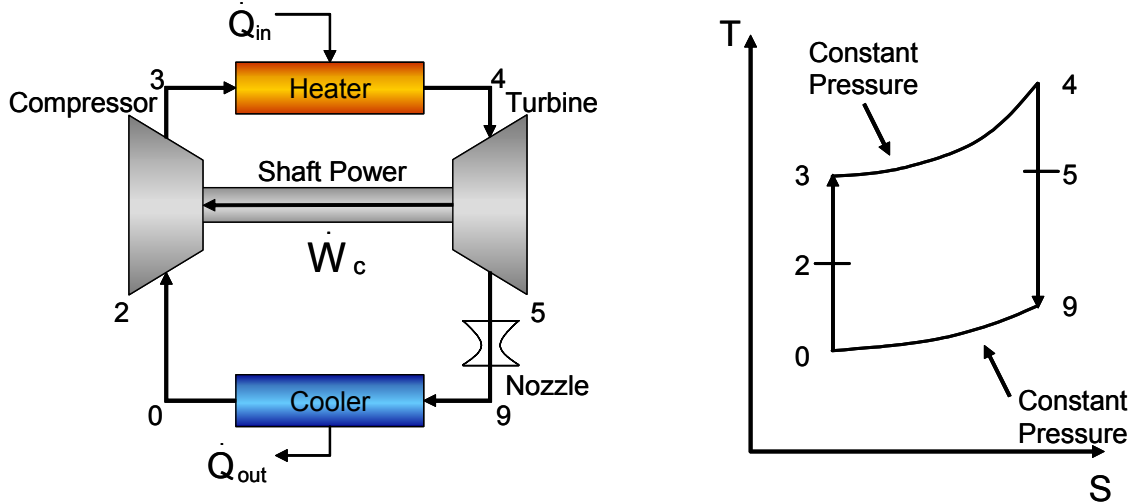 Q̇in
3
Heater
4
Compressor
Turbine
Shaft Power
Ẇc
2
5
Nozzle
0
Cooler
9
Q̇out
T
Constant
Pressure
4
3
5
2
9
0
Constant
Pressure
S